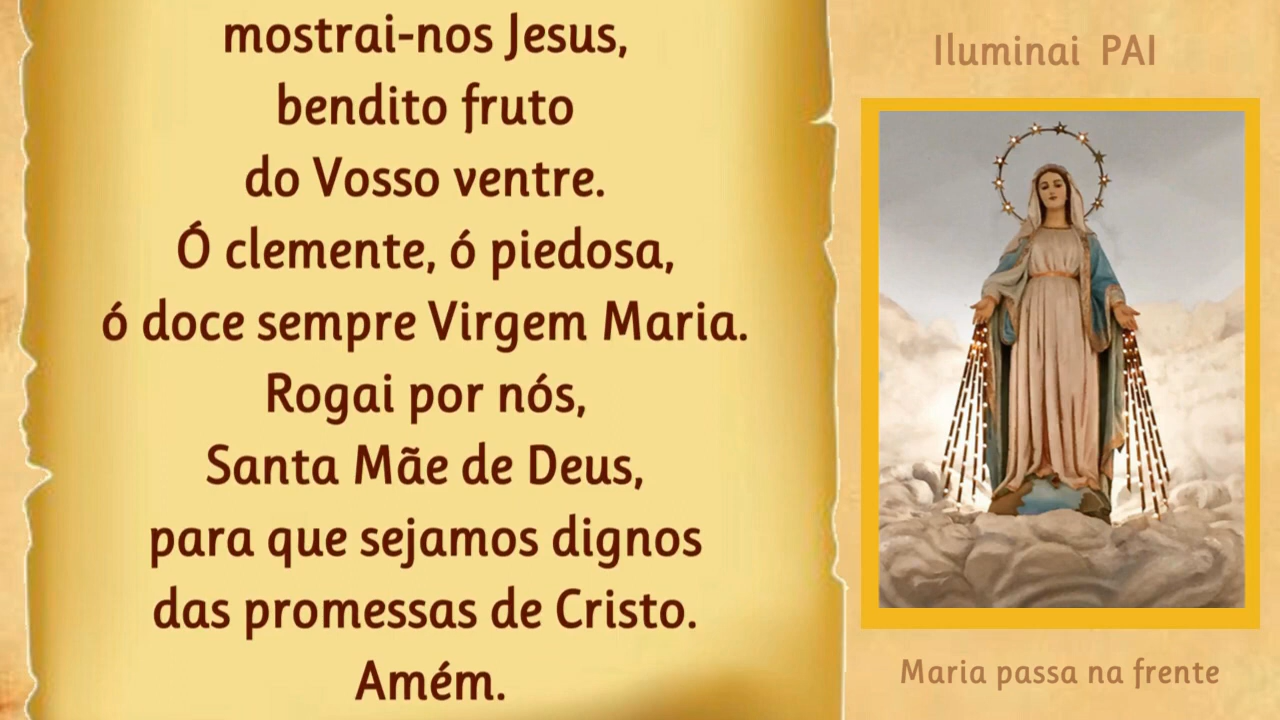 mostrai-nos Jesus,
bendito fruto
do Vosso ventre.
Ó clemente, ó piedosa,
ó doce sempre Virgem Maria.
Rogai por nós,
Santa Mãe de Deus,
para que sejamos dignos
das promessas de Cristo.
Amém.
Iluminai PAI
Maria passa na frente